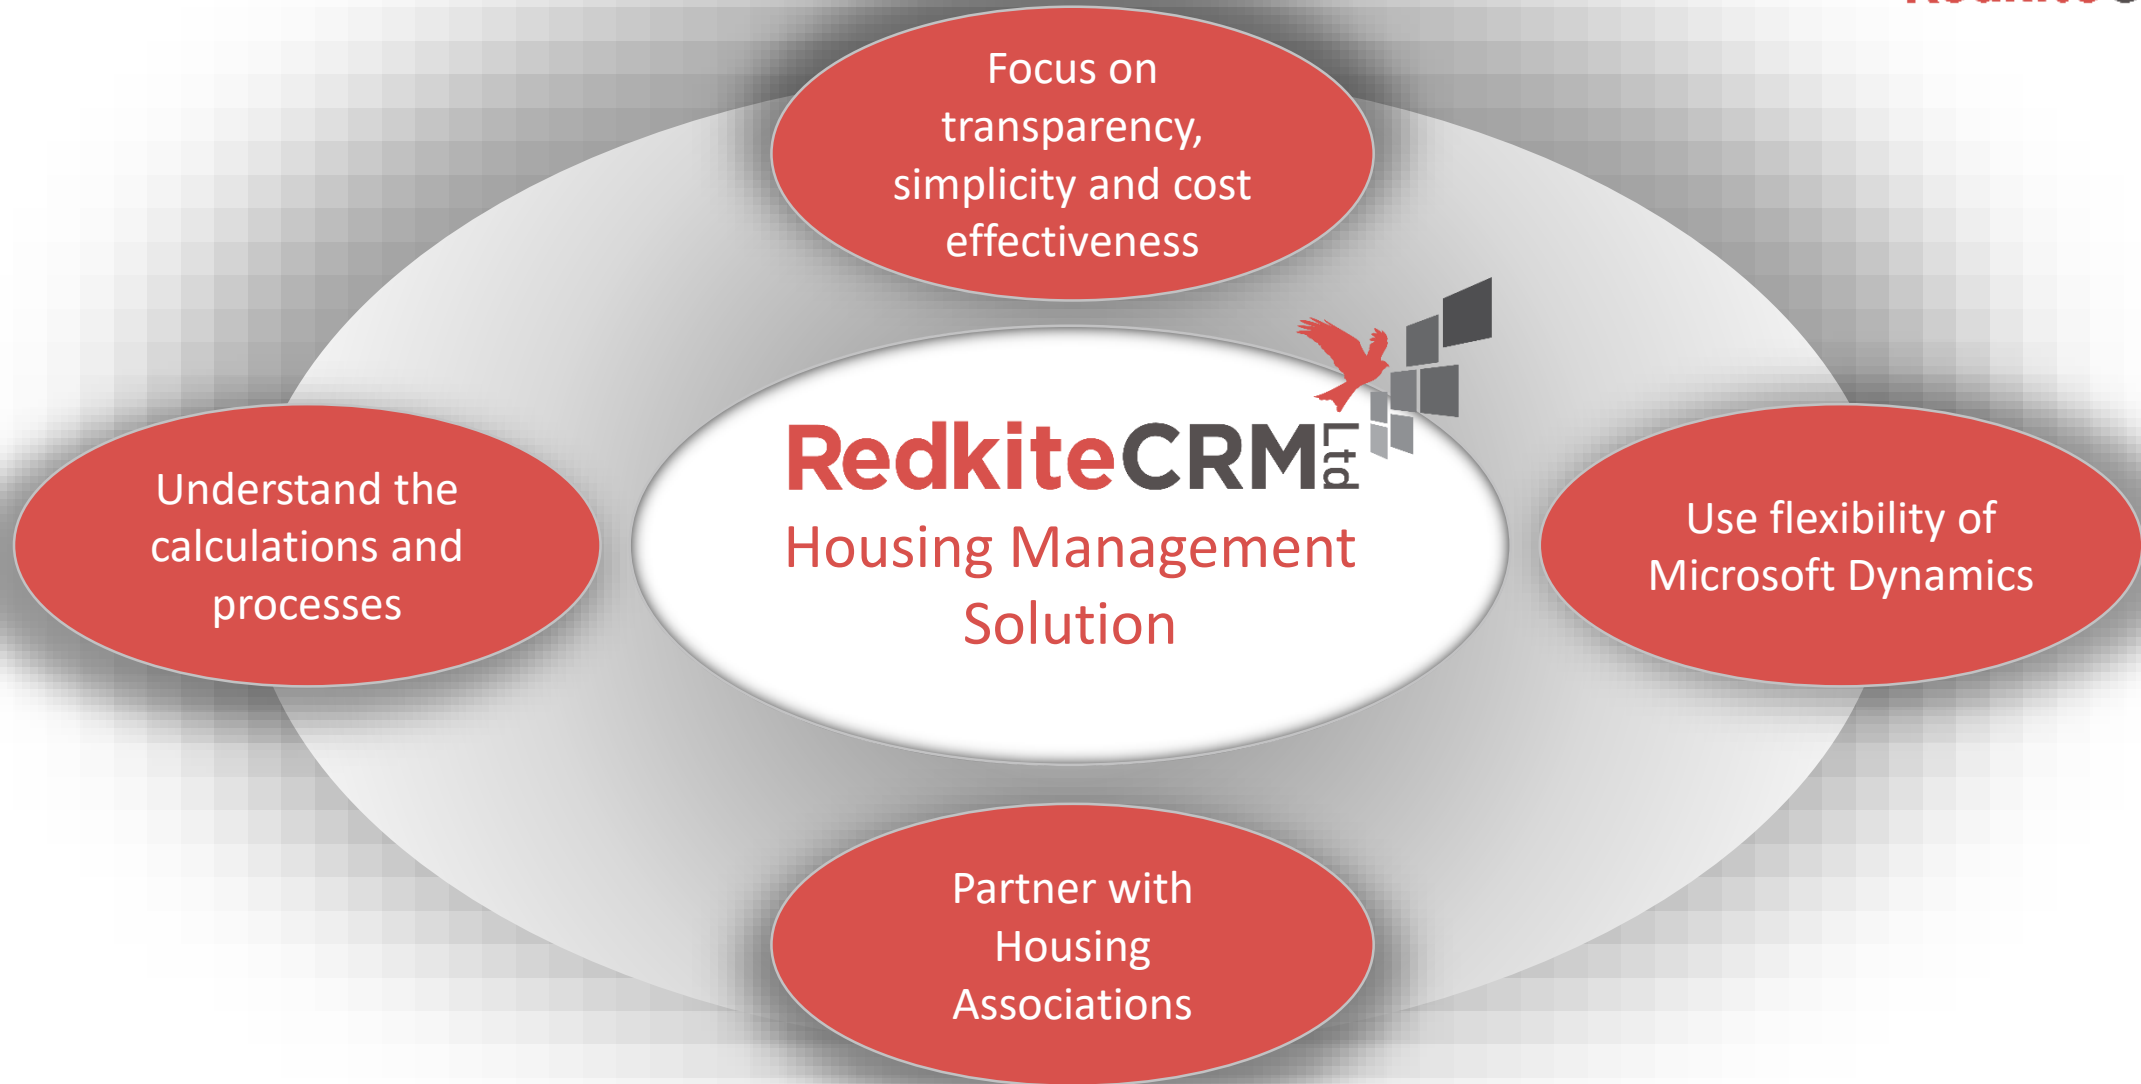 Focus on
transparency,
simplicity and cost
effectiveness
RedkiteCRM Ltd
Housing Management
Solution
Understand the
calculations and
processes
Use flexibility of
Microsoft Dynamics
Partner with
Housing
Associations